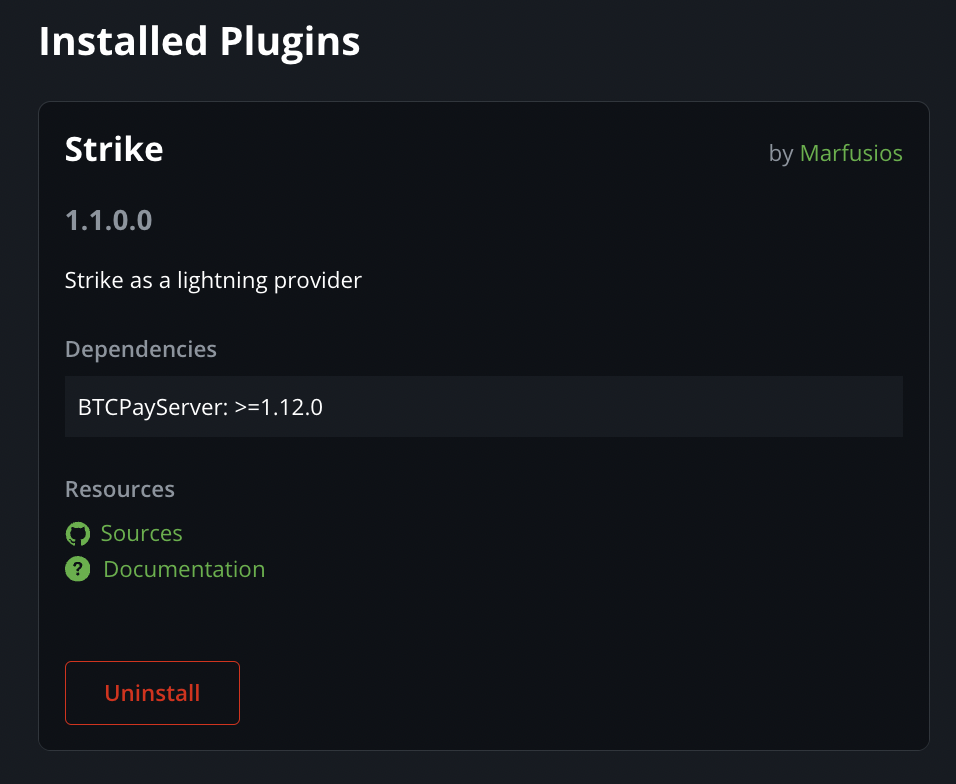 Installed Plugins
Strike
by Marfusios
1.1.0.0
Strike as a lightning provider
Dependencies
BTCPayServer: >=1.12.0
Resources
Sources
? Documentation
Uninstall